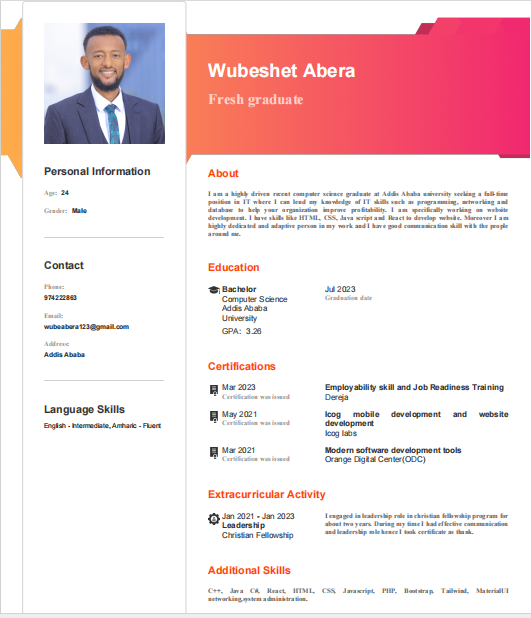 Wubeshet Abera
Fresh graduate
Personal Information
Age: 24
Gender: Male
Contact
Phone:
974222863
Email:
wubeabera123@gmail.com
Address:
Addis Ababa
Language Skills
English - Intermediate, Amharic - Fluent
About
I am a highly driven recent computer science graduate at Addis Ababa university seeking a full-time
position in IT where I can lend my knowledge of IT skills such as programming, networking and
database to help your organization improve profitability. I am specifically working on website
development. I have skills like HTML, CSS, Java script and React to develop website. Moreover I am
highly dedicated and adaptive person in my work and I have good communication skill with the people
around me.
Education
Bachelor
Computer Science
Addis Ababa
University
GPA: 3.26
Jul 2023
Graduation date
Certifications
Mar 2023
Certification was issued
Employability skill and Job Readiness Training
Dereja
May 2021
Certification was issued
Icog mobile development and website
development
Icog labs
Mar 2021
Certification was issued
Modern software development tools
Orange Digital Center(ODC)
Extracurricular Activity
Jan 2021 - Jan 2023
Leadership
Christian Fellowship
I engaged in leadership role in christian fellowship program for
about two years. During my time I had effective communication
and leadership role hence I took certificate as thank.
Additional Skills
C++, Java C#, React, HTML, CSS, Javascript, PHP, Bootstrap, Tailwind, MaterialUI
networking,system administration.